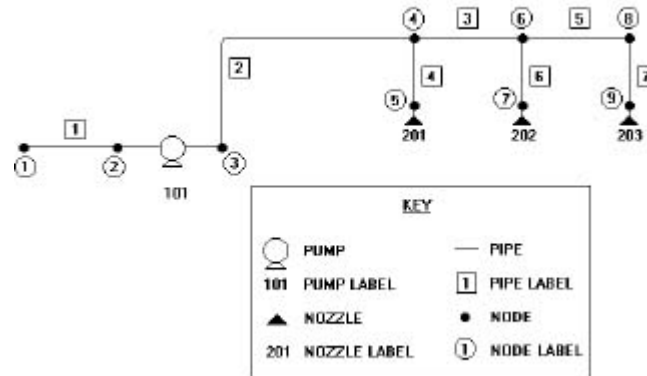 4 3 6 5 8
2 4 6 7
5 7 9
201 202 203
1
1 2 3
101
KEY
PUMP — PIPE
101 PUMP LABEL 1 PIPE LABEL
NOZZLE NODE
201 NOZZLE LABEL 1 NODE LABEL